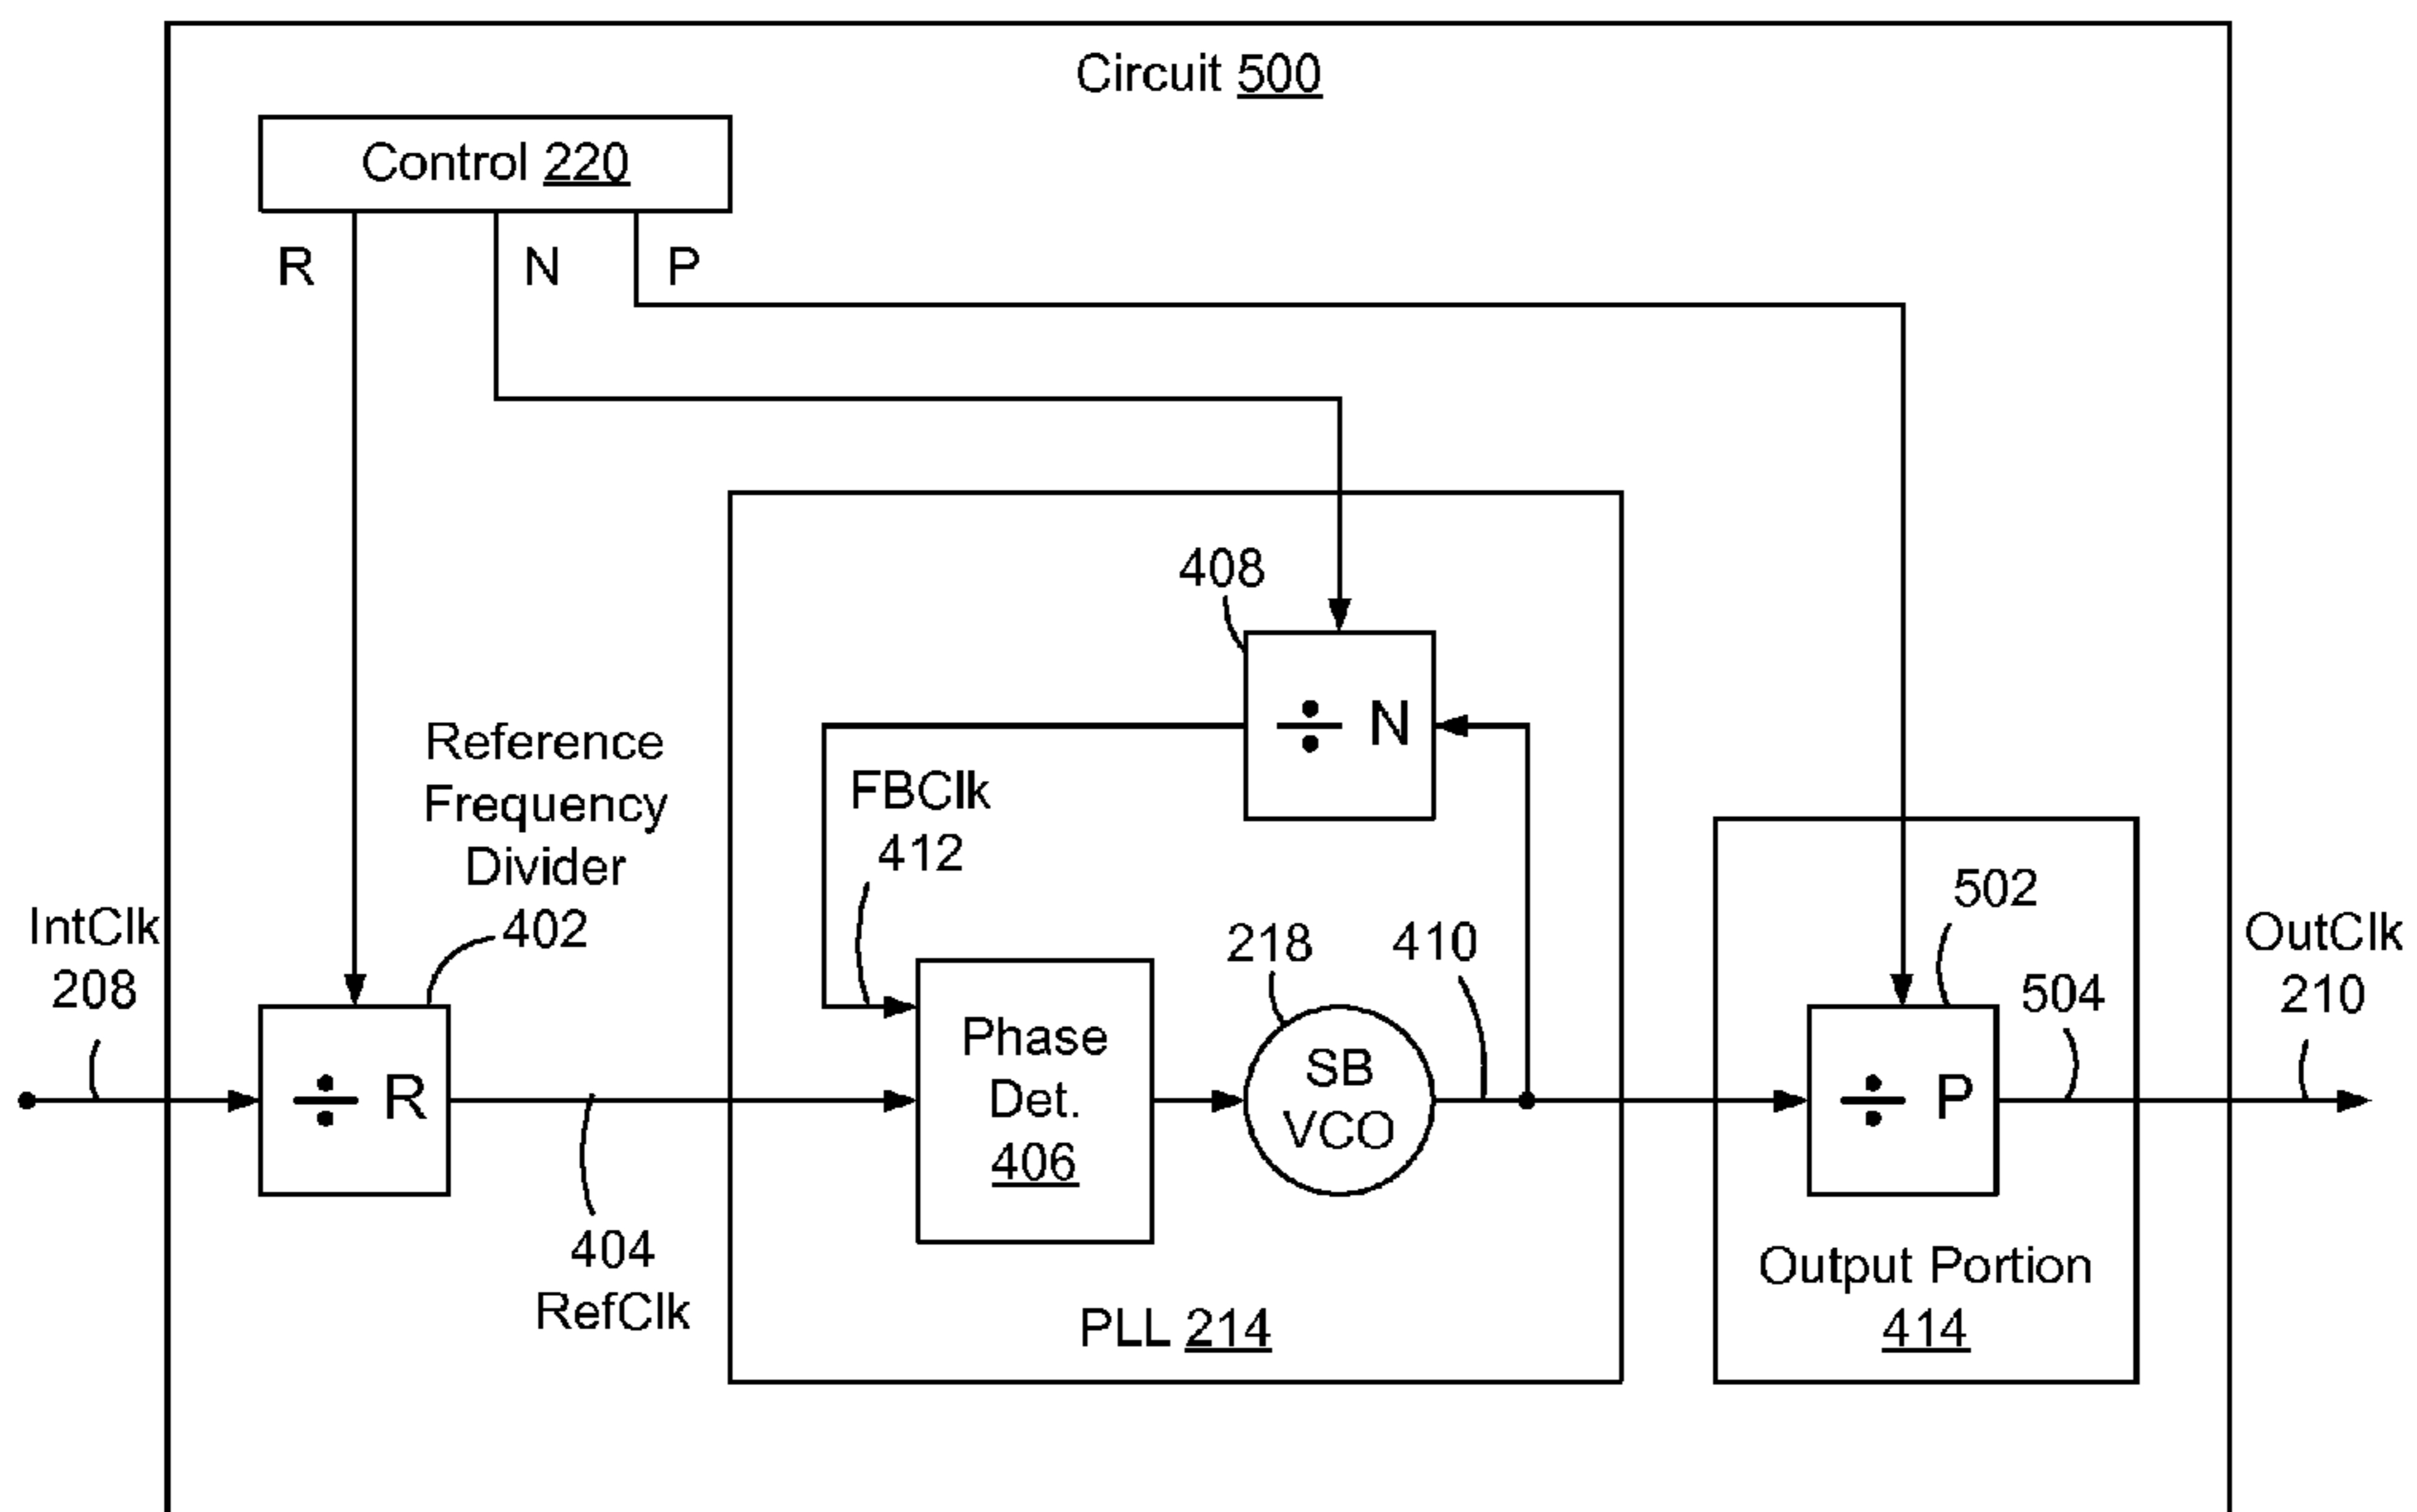 Circuit 500
Control 220
R
N
P
408
÷ N
Reference
Frequency
Divider
402
FBClk
412
IntClk
208
÷ R
404
RefClk
Phase
Det.
406
218
SB
VCO
410
PLL 214
502
÷ P
504
Output Portion
414
OutClk
210